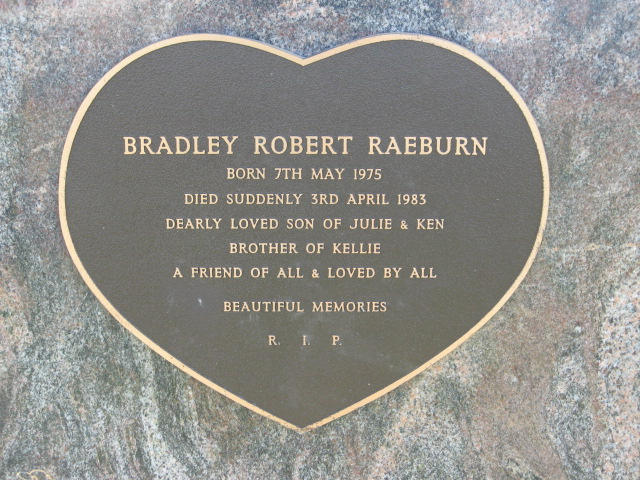 BRADLEY ROBERT RAEBURN
BORN 7TH MAY 1975
DIED SUDDENLY 3RD APRIL 1983
DEARLY LOVED SON OF JULIE & KEN
BROTHER OF KELLIE
A FRIEND OF ALL & LOVED BY ALL
BEAUTIFUL MEMORIES
R. I. P.